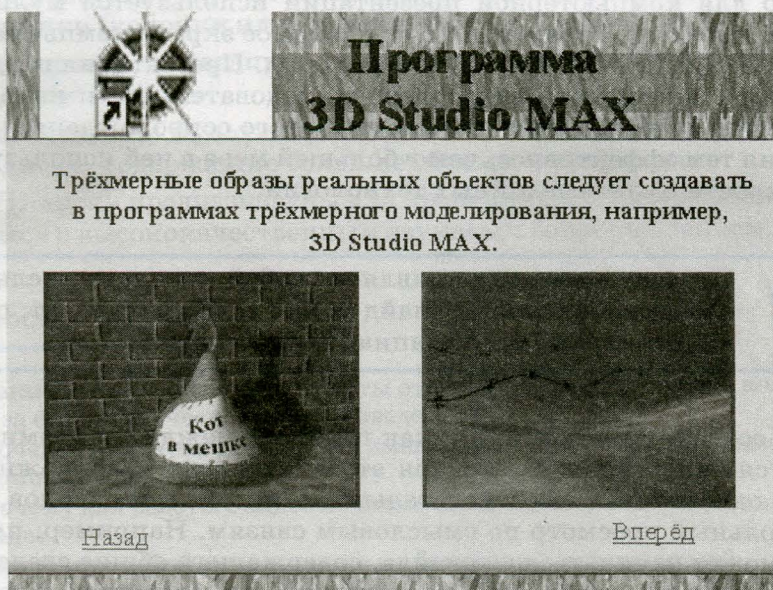 Программа
3D Studio MAX
Трёхмерные образы реальных объектов следует создавать
в программах трёхмерного моделирования, например,
3D Studio MAX.
Кот
в мешке
Назад
Вперёд